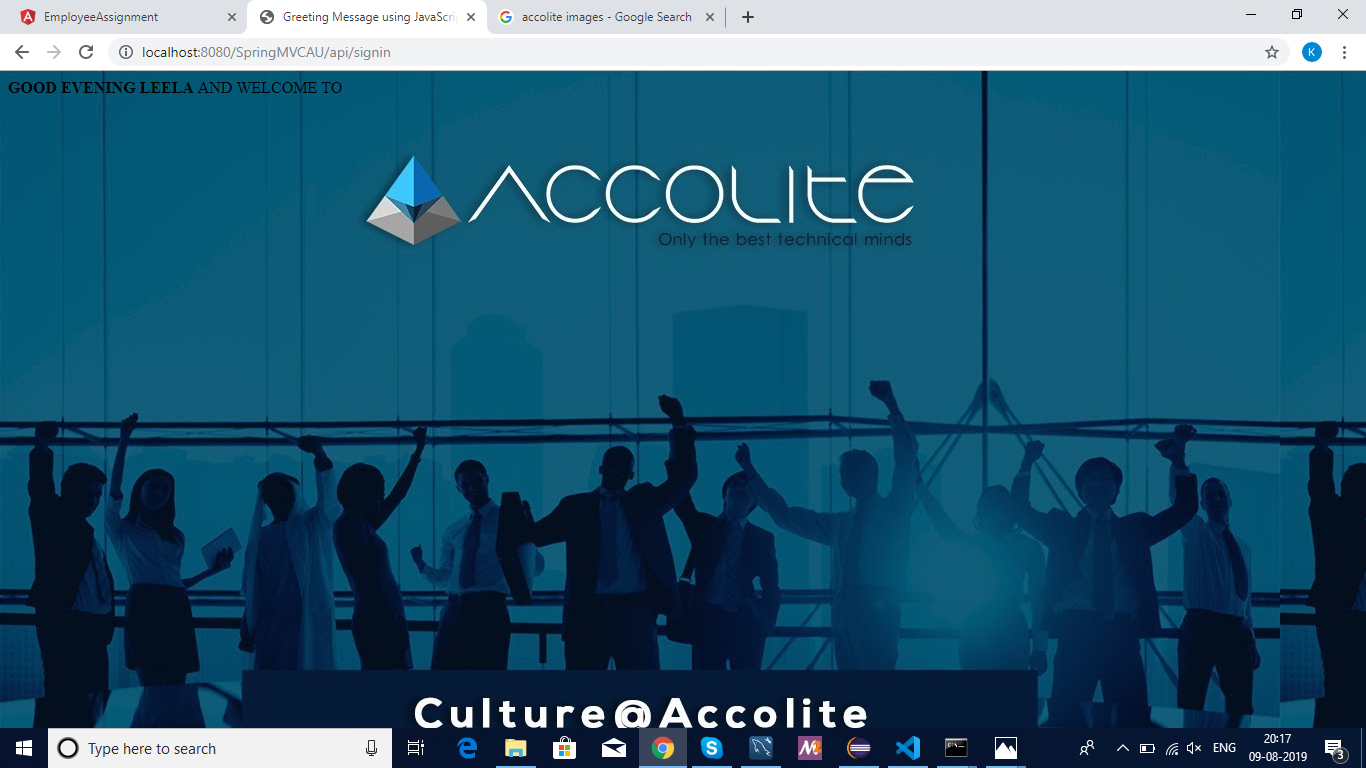 EmployeeAssignment
Greeting Message using JavaScrip
accolite images - Google Search
localhost:8080/SpringMVCAU/api/signin
K
GOOD EVENING LEELA AND WELCOME TO
ACCOLITE
Only the best technical minds
Culture@Accolite
Type here to search
ENG
20:17
09-08-2019
3